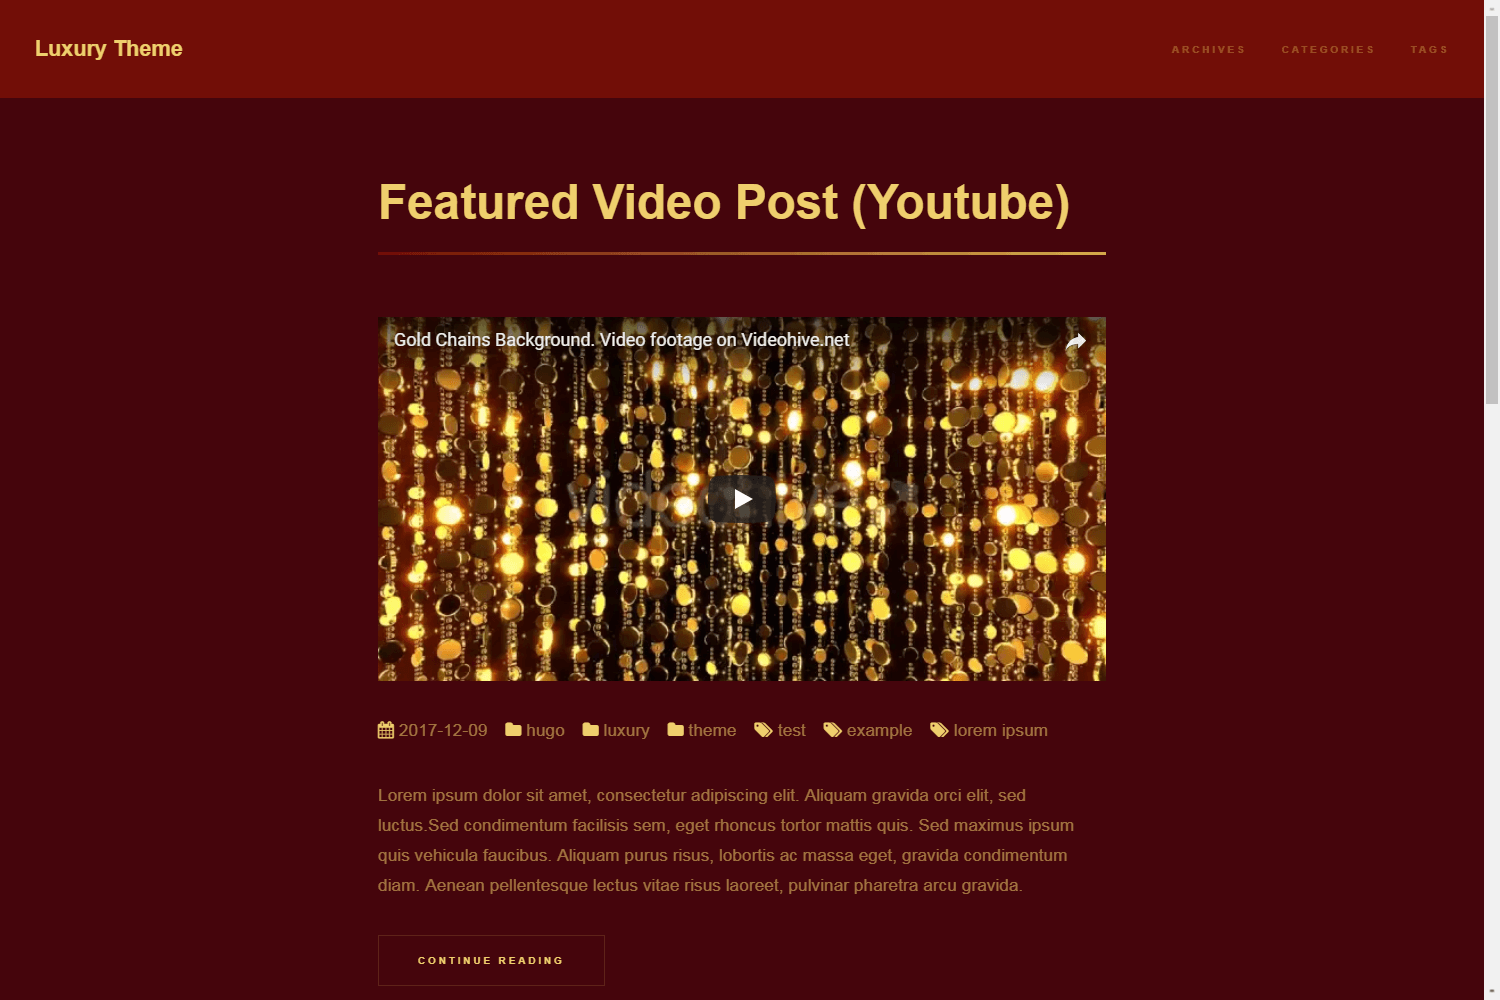 Luxury Theme
ARCHIVES CATEGORIES TAGS
Featured Video Post (Youtube)
Gold Chains Background. Video footage on Videohive.net
2017-12-09 hugo luxury theme test example lorem ipsum
Lorem ipsum dolor sit amet, consectetur adipiscing elit. Aliquam gravida orci elit, sed
luctus.Sed condimentum facilisis sem, eget rhoncus tortor mattis quis. Sed maximus ipsum
quis vehicula faucibus. Aliquam purus risus, lobortis ac massa eget, gravida condimentum
diam. Aenean pellentesque lectus vitae risus laoreet, pulvinar pharetra arcu gravida.
CONTINUE READING